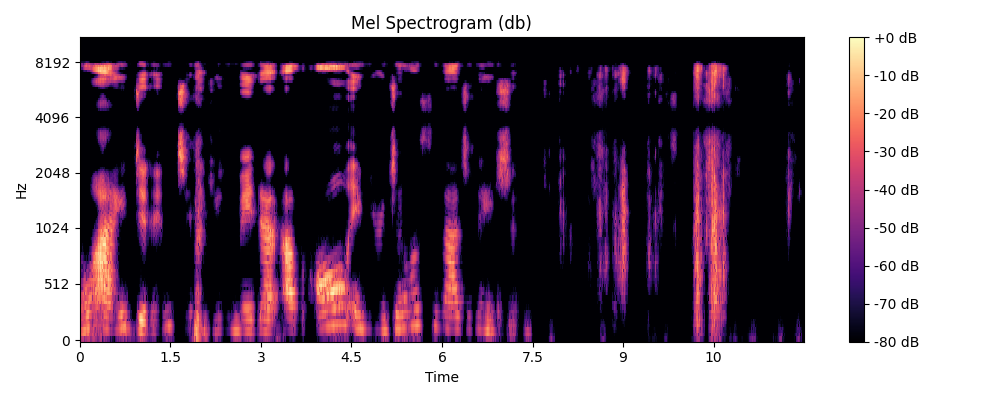 Mel Spectrogram (db)
+0 dB
8192
-10 dB
4096
-20 dB
-30 dB
2048
Hz
-40 dB
1024
-50 dB
512
-60 dB
-70 dB
0
-80 dB
0 1.5 3 4.5 6 7.5 9 10
Time